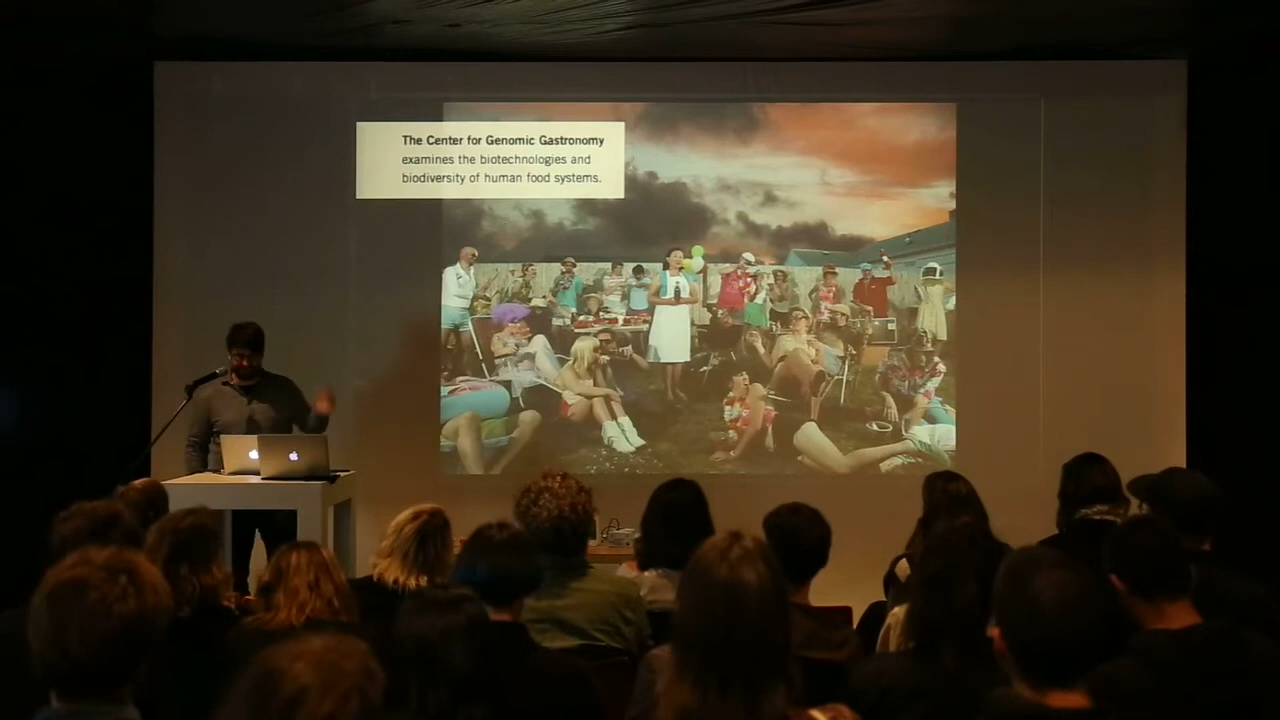 The Center for Genomic Gastronomy
examines the biotechnologies and
biodiversity of human food systems.